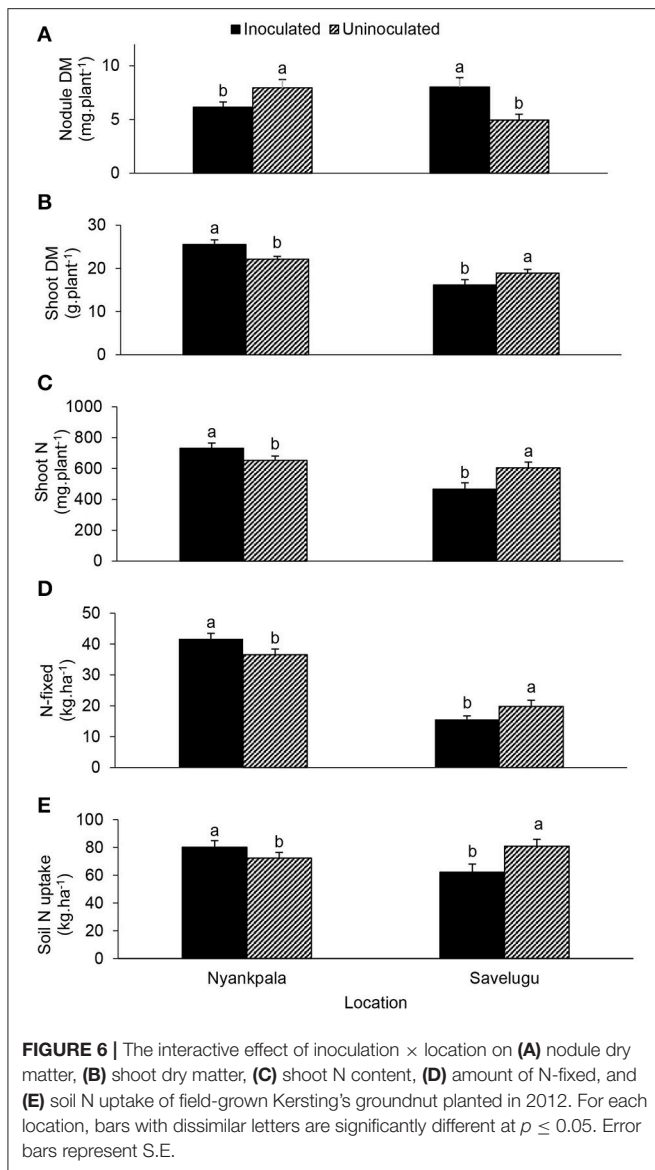 A
Inoculated Uninoculated
Nodule DM
(mg.plant⁻¹)
10
5
0
b
a
a
b
B
Shoot DM
(g.plant⁻¹)
30
20
10
0
a
b
b
a
C
Shoot N
(mg.plant⁻¹)
1000
800
600
400
200
0
a
b
b
a
D
N-fixed
(kg.ha⁻¹)
50
40
30
20
10
0
a
b
b
a
E
Soil N uptake
(kg.ha⁻¹)
100
80
60
40
20
0
a
b
b
a
Nyankpala Savelugu
Location
FIGURE 6 | The interactive effect of inoculation × location on (A) nodule dry
matter, (B) shoot dry matter, (C) shoot N content, (D) amount of N-fixed, and
(E) soil N uptake of field-grown Kersting's groundnut planted in 2012. For each
location, bars with dissimilar letters are significantly different at p ≤ 0.05. Error
bars represent S.E.